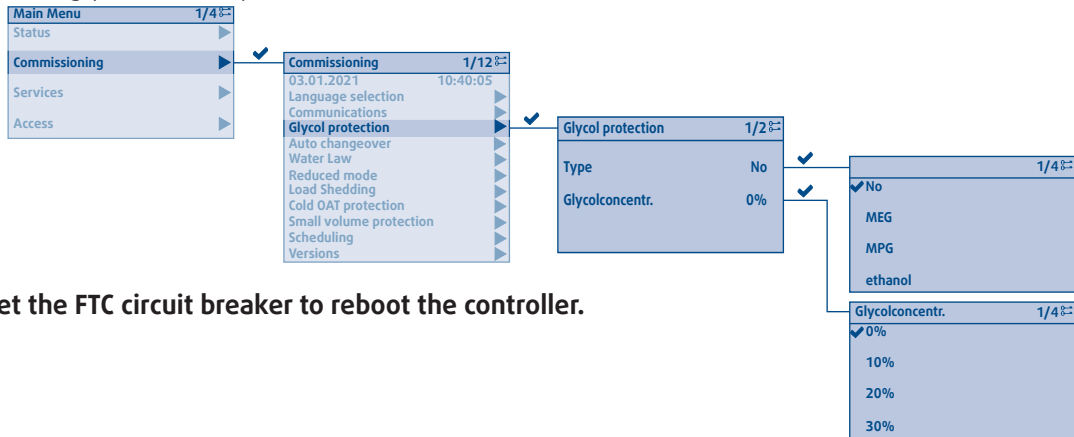 Main Menu 1/4
Status
Commissioning
Services
Access
Commissioning 1/12
03.01.2021 10:40:05
Language selection
Communications
Glycol protection
Auto changeover
Water Law
Reduced mode
Load Shedding
Cold OAT protection
Small volume protection
Scheduling
Versions
Glycol protection 1/2
Type No
Glycolconcentr. 0%
1/4
No
MEG
MPG
ethanol
Glycolconcentr. 1/4
0%
10%
20%
30%
et the FTC circuit breaker to reboot the controller.